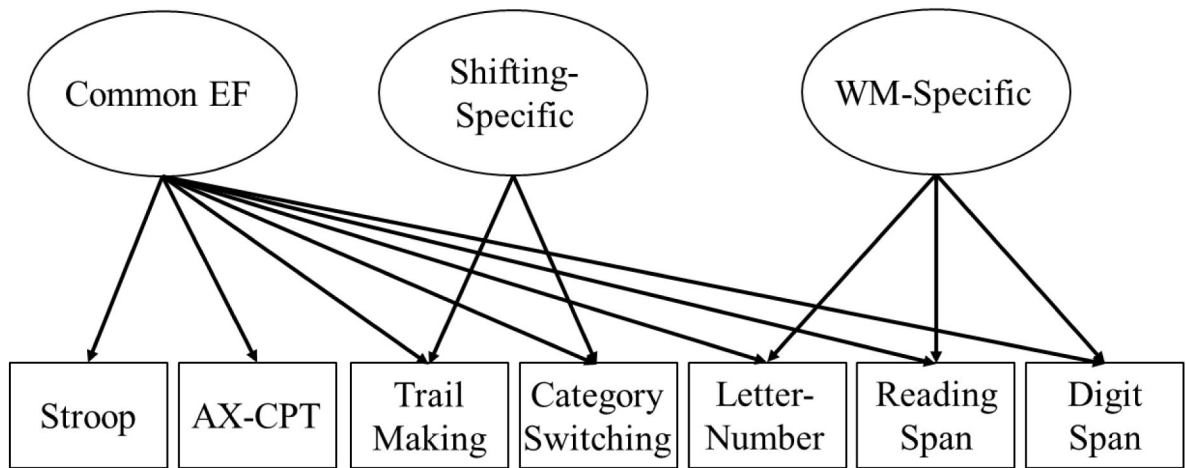 Common EF
Shifting-
Specific
WM-Specific
Stroop
AX-CPT
Trail
Making
Category
Switching
Letter-
Number
Reading
Span
Digit
Span